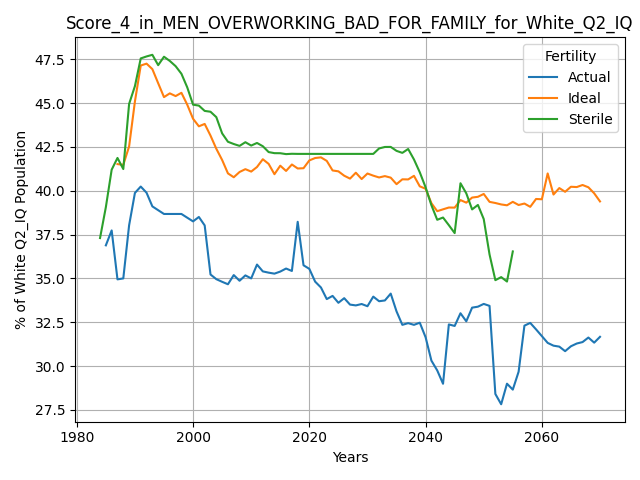 Score_4_in_MEN_OVERWORKING_BAD_FOR_FAMILY_for_White_Q2_IQ
% of White Q2_IQ Population
47.5
45.0
42.5
40.0
37.5
35.0
32.5
30.0
27.5
Fertility
Actual
Ideal
Sterile
1980
2000
2020
2040
2060
Years